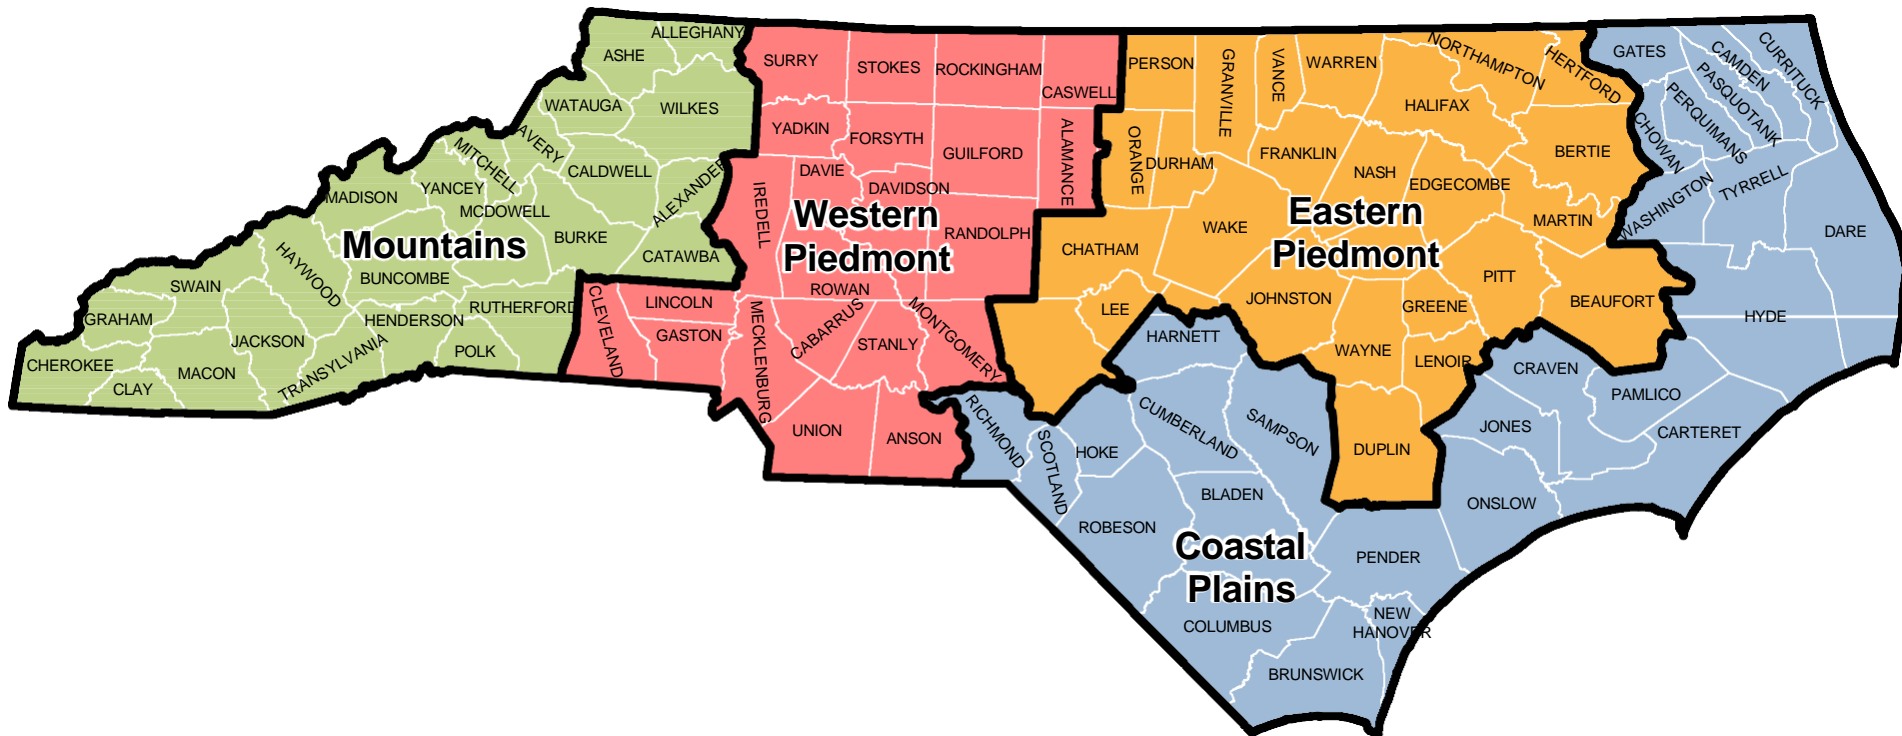 ALLEGHANY
ASHE
SURRY
STOKES
ROCKINGHAM
CASWELL
PERSON
GRANVILLE
VANCE
WARREN
NORTHAMPTON
HERTFORD
GATES
CAMDEN
CURRITUCK
PASQUOTANK
PERQUIMANS
CHOWAN
WATAUGA
WILKES
YADKIN
FORSYTH
GUILFORD
ALAMANCE
ORANGE
DURHAM
FRANKLIN
HALIFAX
NASH
EDGECOMBE
BERTIE
MARTIN
WASHINGTON
TYRRELL
DARE
AVERY
MITCHELL
CALDWELL
ALEXANDER
MADISON
YANCEY
MCDOWELL
BURKE
CATAWBA
IREDELL
DAVIE
DAVIDSON
RANDOLPH
Mountains
Western
Piedmont
Eastern
Piedmont
CHATHAM
WAKE
HAYWOOD
BUNCOMBE
SWAIN
GRAHAM
CHEROKEE
CLAY
MACON
JACKSON
TRANSYLVANIA
HENDERSON
RUTHERFORD
POLK
CLEVELAND
LINCOLN
GASTON
MECKLENBURG
ROWAN
CABARRUS
STANLY
MONTGOMERY
UNION
ANSON
LEE
JOHNSTON
WAYNE
GREENE
LENOIR
PITT
BEAUFORT
HYDE
HARNETT
CRAVEN
PAMLICO
CARTERET
JONES
DUPLIN
SAMPSON
CUMBERLAND
RICHMOND
SCOTLAND
HOKE
ROBESON
BLADEN
ONSLOW
Coastal
Plains
PENDER
COLUMBUS
NEW
HANOVER
BRUNSWICK